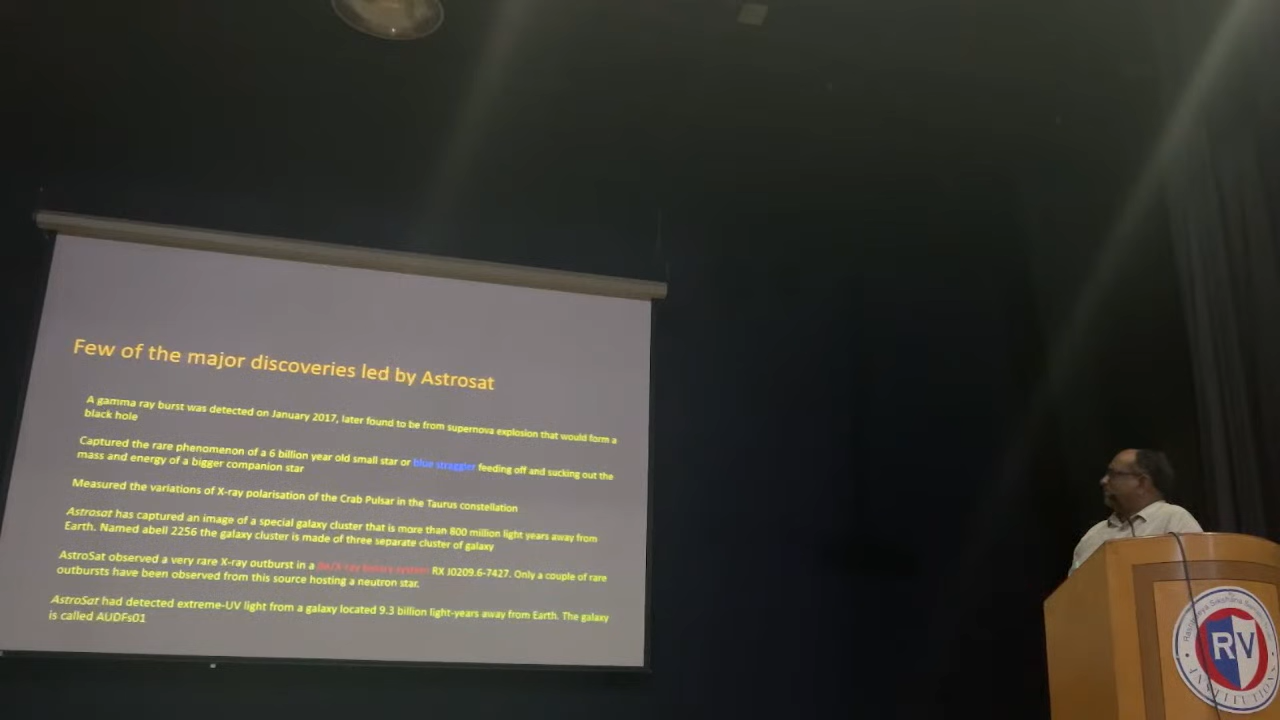 Few of the major discoveries led by Astrosat
A gamma ray burst was detected on January 2017, later found to be from supernova explosion that would form a
black hole
Captured the rare phenomenon of a 6 billion year old small star or blue straggler feeding off and sucking out the
mass and energy of a bigger companion star
Measured the variations of X-ray polarisation of the Crab Pulsar in the Taurus constellation
Astrosat has captured an image of a special galaxy cluster that is more than 800 million light years away from
Earth. Named abell 2256 the galaxy cluster is made of three separate cluster of galaxy
AstroSat observed a very rare X-ray outburst in a Be/X-ray binary system RX J0209.6-7427. Only a couple of rare
outbursts have been observed from this source hosting a neutron star.
AstroSat had detected extreme-UV light from a galaxy located 9.3 billion light-years away from Earth. The galaxy
is called AUDFs01
RV
INSTITUTIONS